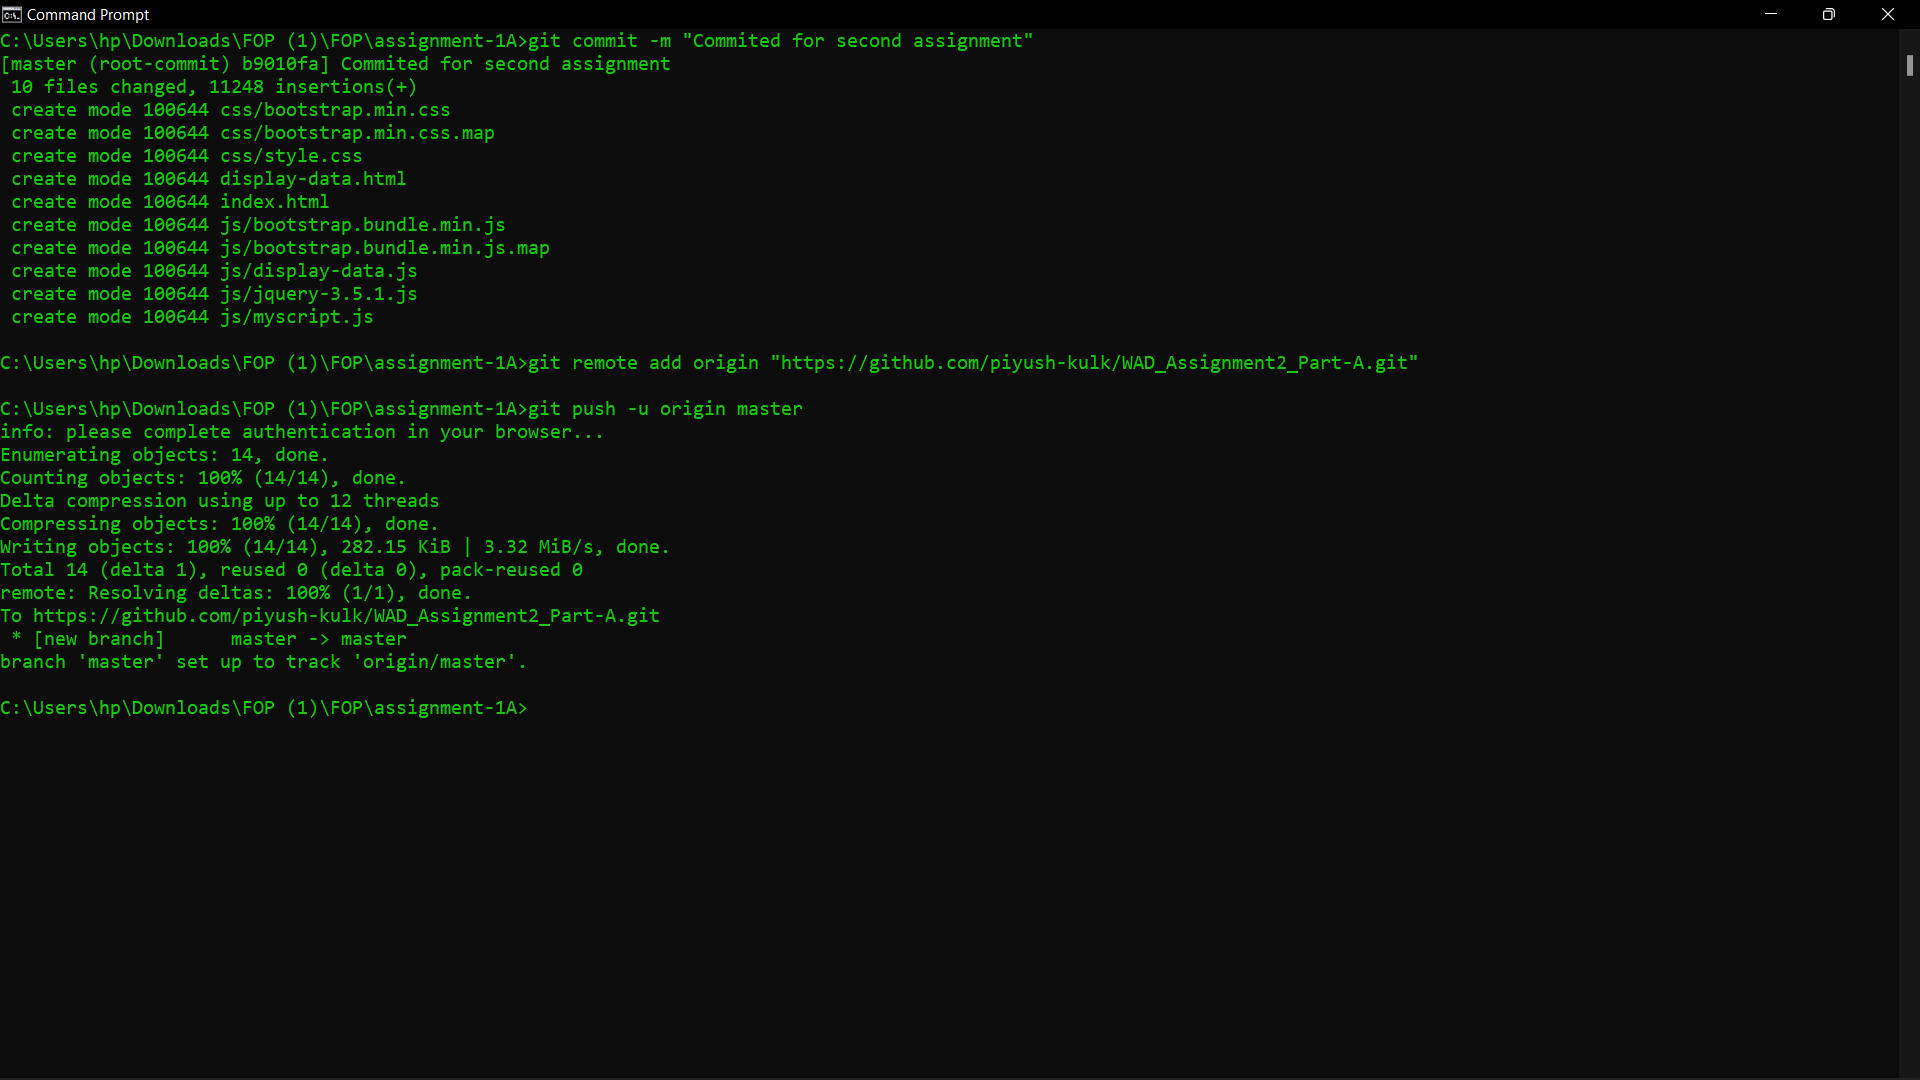 Command Prompt
C:\Users\hp\Downloads\FOP (1)\FOP\assignment-1A>git commit -m "Commited for second assignment"
[master (root-commit) b9010fa] Commited for second assignment
 10 files changed, 11248 insertions(+)
 create mode 100644 css/bootstrap.min.css
 create mode 100644 css/bootstrap.min.css.map
 create mode 100644 css/style.css
 create mode 100644 display-data.html
 create mode 100644 index.html
 create mode 100644 js/bootstrap.bundle.min.js
 create mode 100644 js/bootstrap.bundle.min.js.map
 create mode 100644 js/display-data.js
 create mode 100644 js/jquery-3.5.1.js
 create mode 100644 js/myscript.js
C:\Users\hp\Downloads\FOP (1)\FOP\assignment-1A>git remote add origin "https://github.com/piyush-kulk/WAD_Assignment2_Part-A.git"
C:\Users\hp\Downloads\FOP (1)\FOP\assignment-1A>git push -u origin master
info: please complete authentication in your browser...
Enumerating objects: 14, done.
Counting objects: 100% (14/14), done.
Delta compression using up to 12 threads
Compressing objects: 100% (14/14), done.
Writing objects: 100% (14/14), 282.15 KiB | 3.32 MiB/s, done.
Total 14 (delta 1), reused 0 (delta 0), pack-reused 0
remote: Resolving deltas: 100% (1/1), done.
To https://github.com/piyush-kulk/WAD_Assignment2_Part-A.git
 * [new branch]      master -> master
branch 'master' set up to track 'origin/master'.
C:\Users\hp\Downloads\FOP (1)\FOP\assignment-1A>